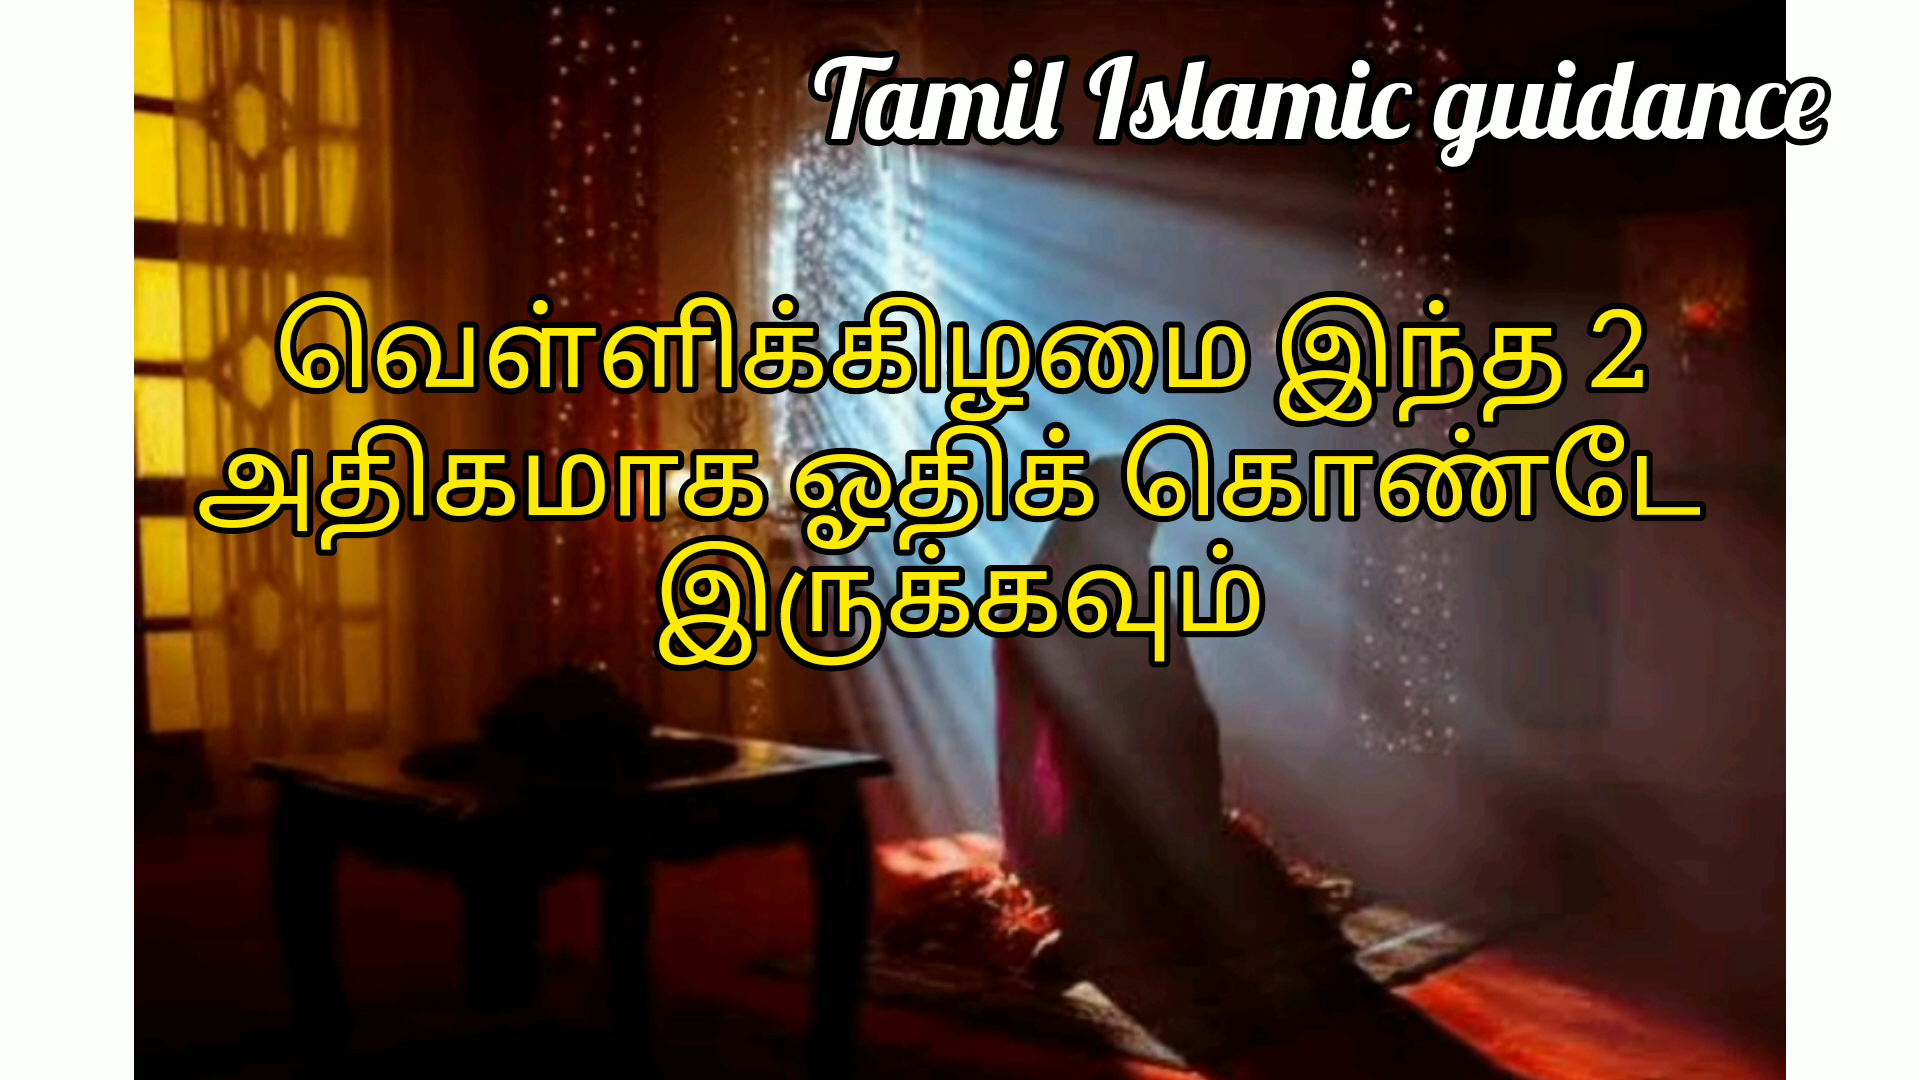 Tamil Islamic guidance
வெள்ளிக்கிழமை இந்த 2
அதிகமாக ஓதிக் கொண்டே
இருக்கவும்